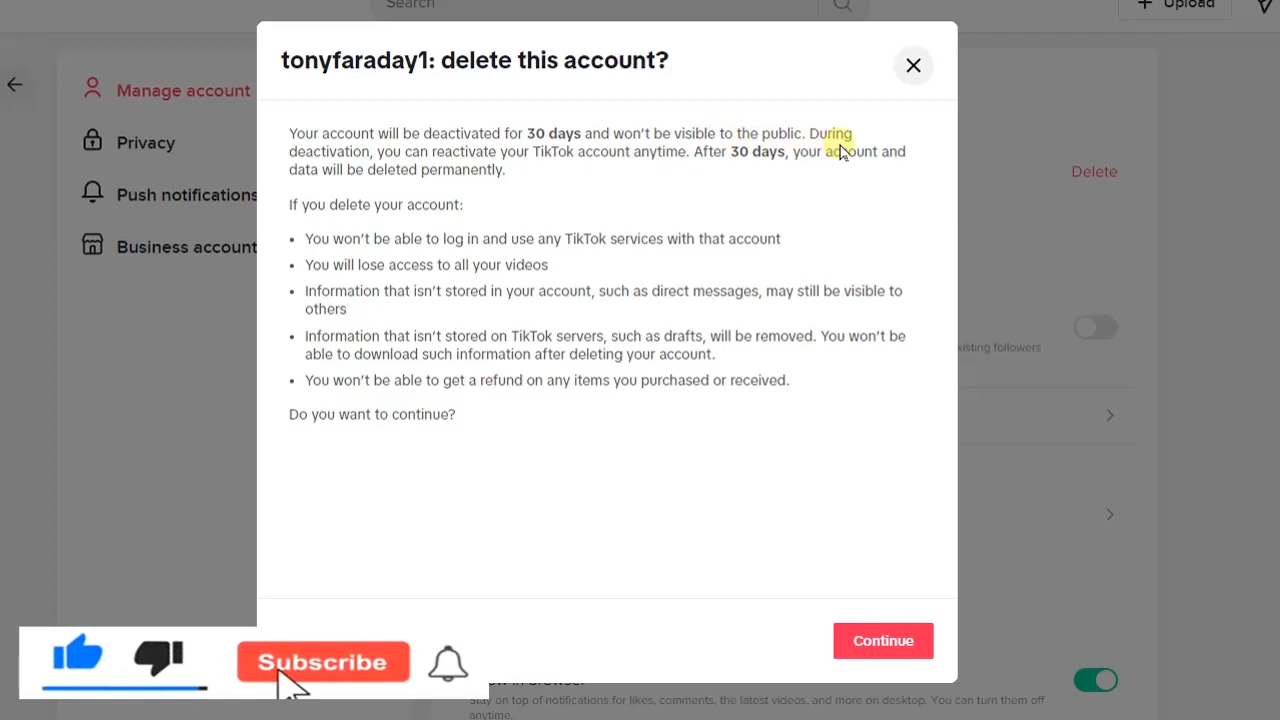 Search
Upload
tonyfaraday1: delete this account?
Manage account
Your account will be deactivated for 30 days and won't be visible to the public. During
deactivation, you can reactivate your TikTok account anytime. After 30 days, your account and
data will be deleted permanently.
Privacy
Delete
Push notifications
If you delete your account:
Business account
• You won't be able to log in and use any TikTok services with that account
• You will lose access to all your videos
• Information that isn't stored in your account, such as direct messages, may still be visible to
others
• Information that isn't stored on TikTok servers, such as drafts, will be removed. You won't be
able to download such information after deleting your account.
existing followers
• You won't be able to get a refund on any items you purchased or received.
Do you want to continue?
Continue
Subscribe
in Browser
Stay on top of notifications for likes, comments, the latest videos, and more on desktop. You can turn them off
anytime.